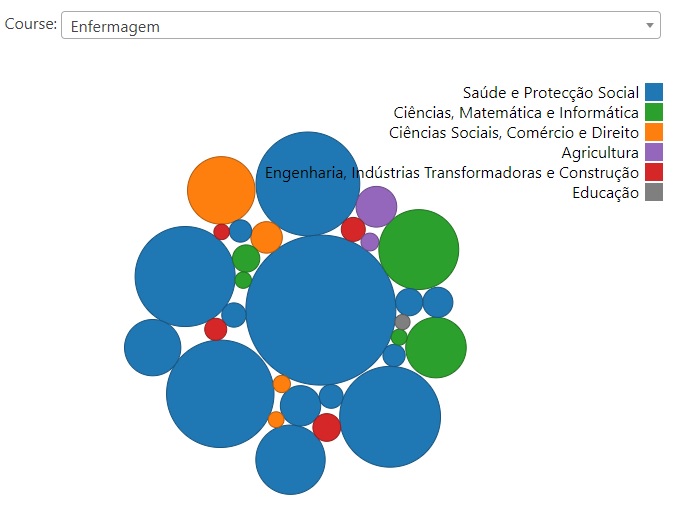 Course: Enfermagem
Saúde e Protecção Social
Ciências, Matemática e Informática
Ciências Sociais, Comércio e Direito
Agricultura
Engenharia, Indústrias Transformadoras e Construção
Educação